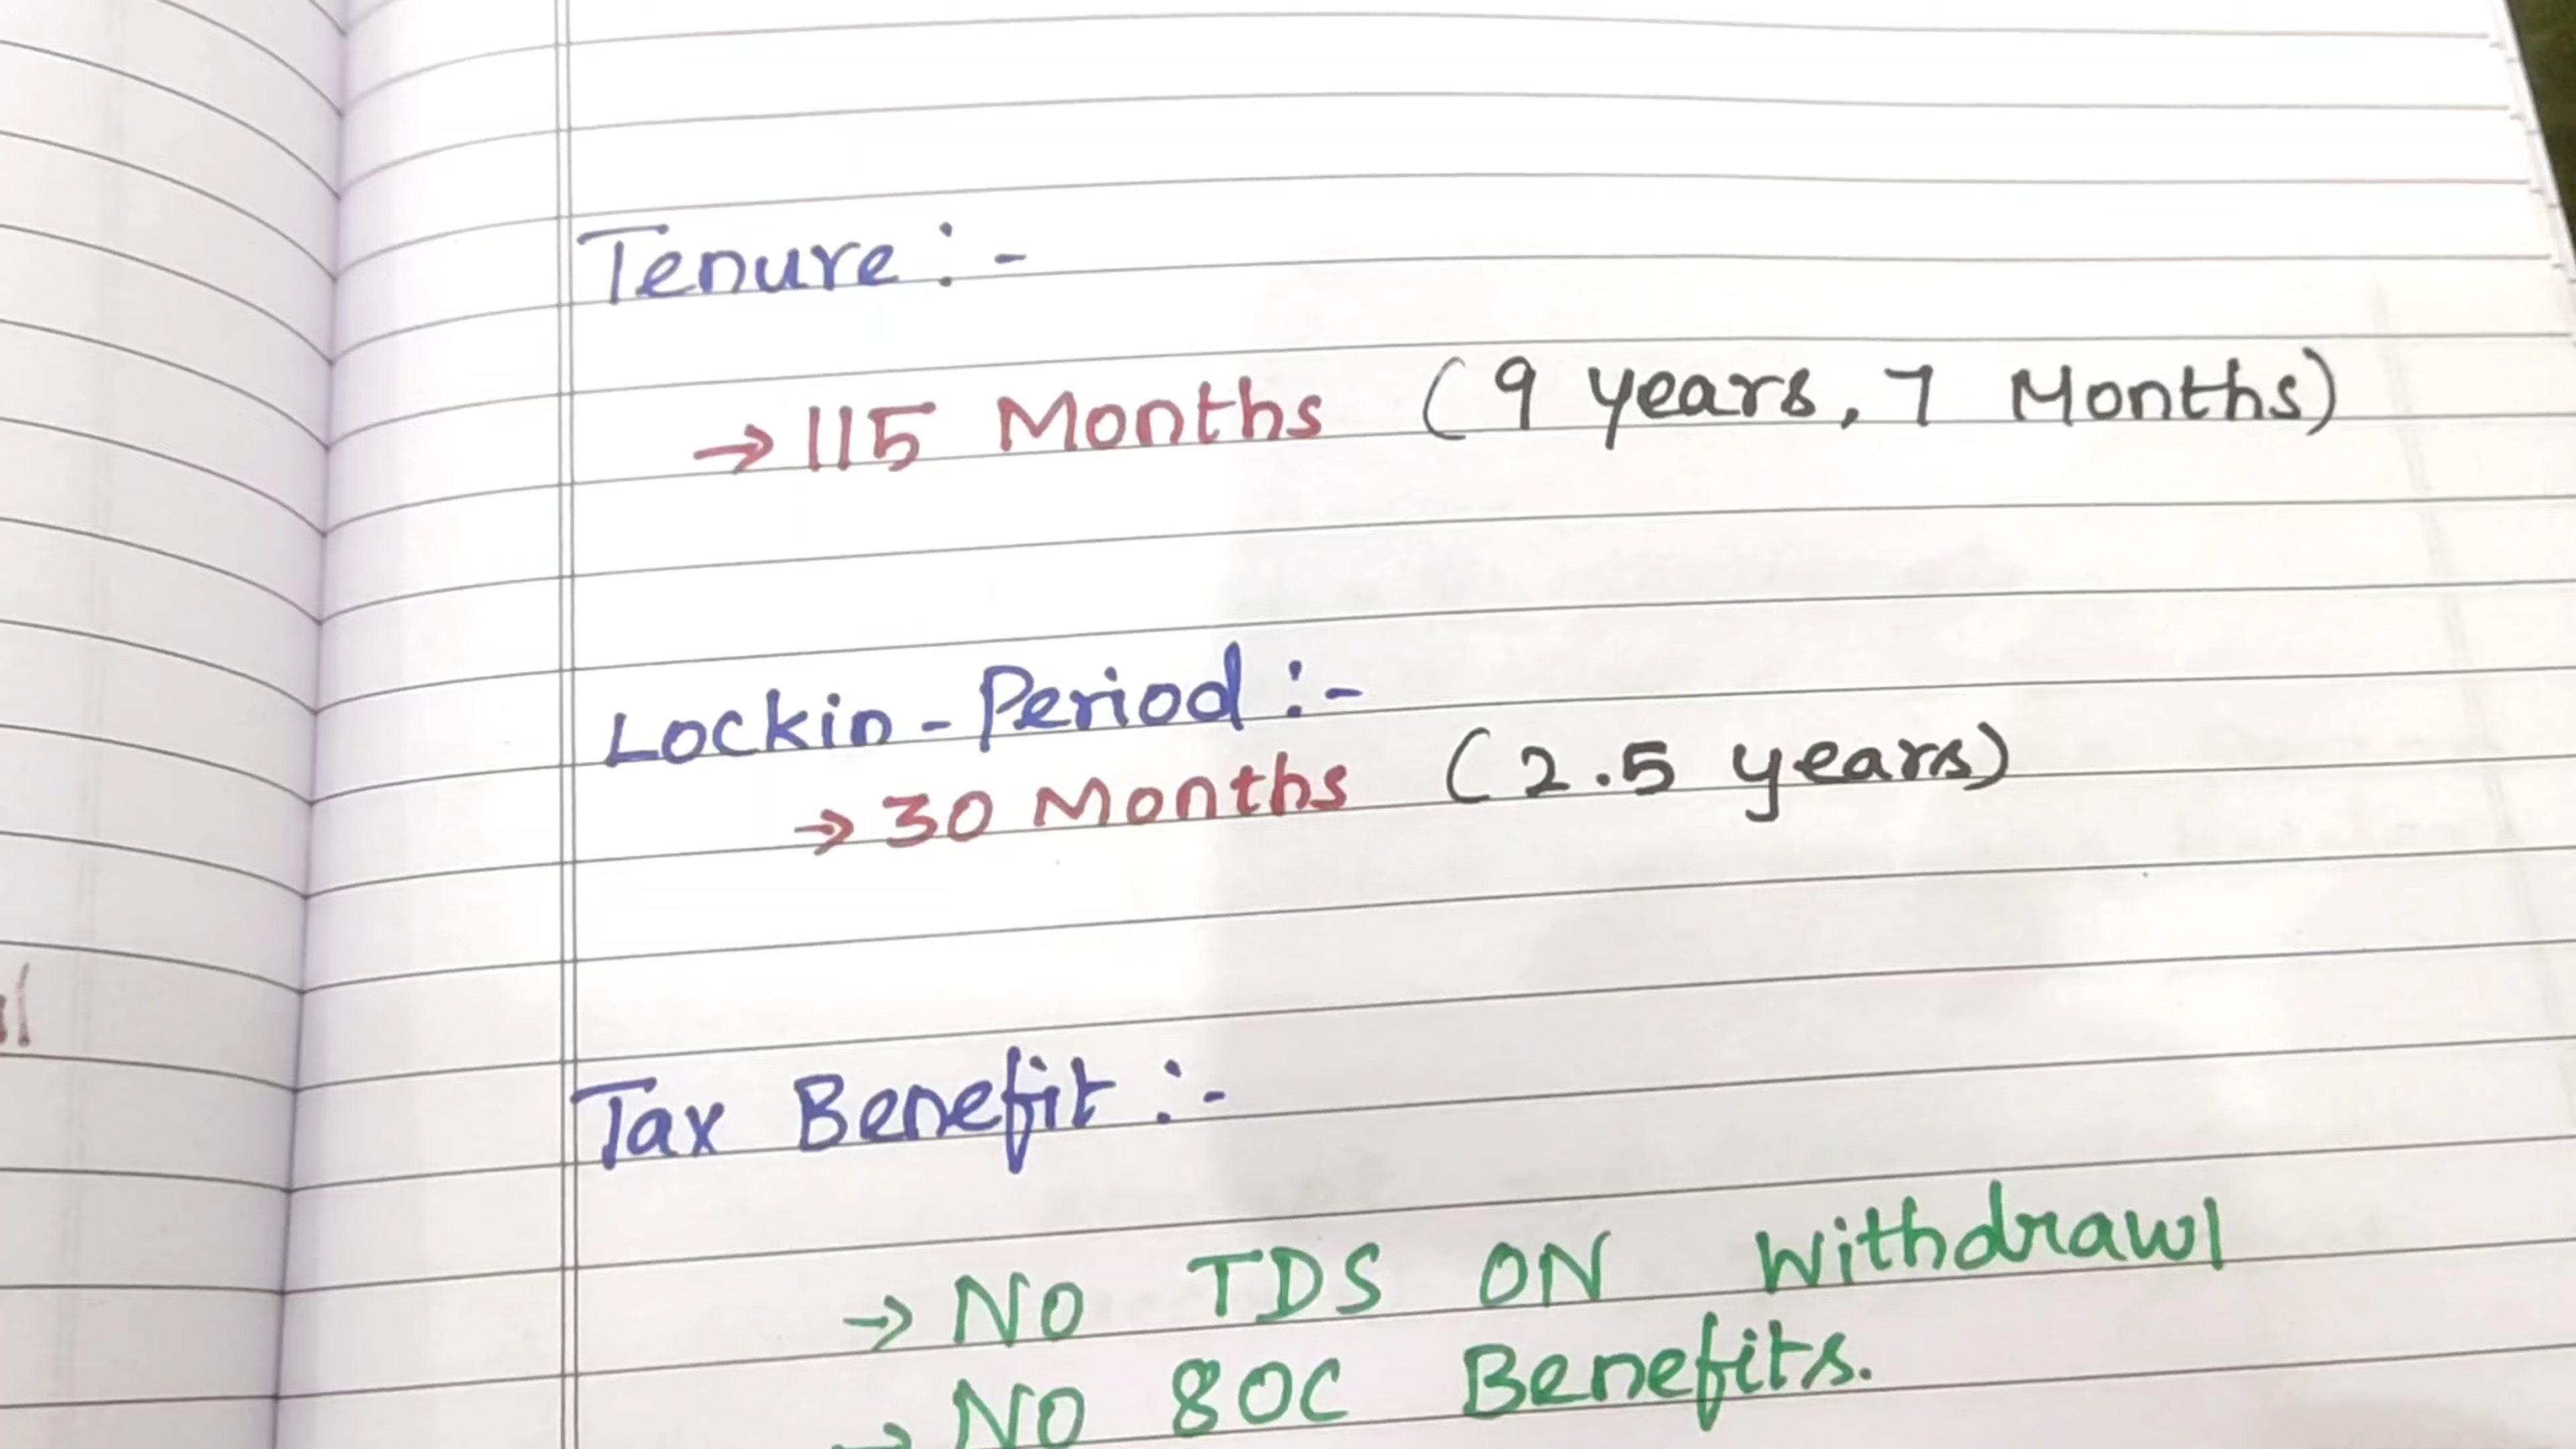 Tenure :-
→ 115 Months (9 years, 7 Months)
Lockin - Period :-
→ 30 Months (2.5 years)
Tax Benefit :-
→ NO TDS ON Withdrawl
→ NO 80C Benefits.